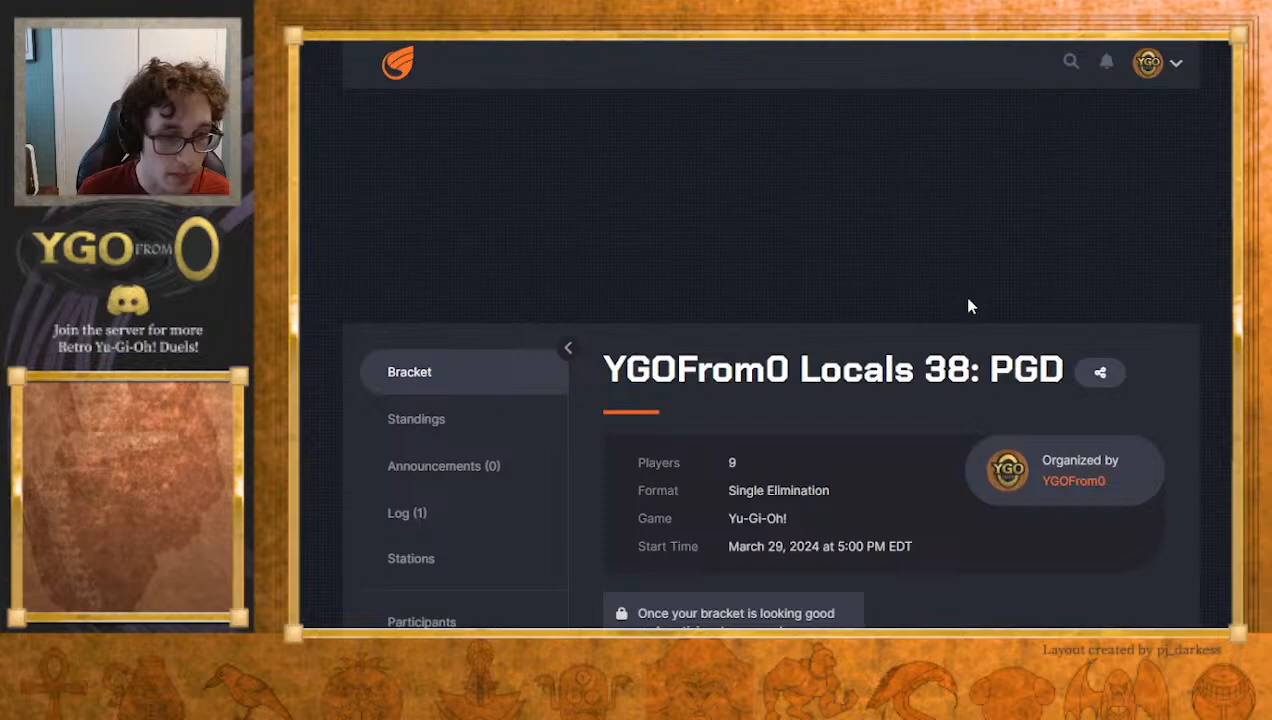 YGO FROM 0
Join the server for more
Retro Yu-Gi-Oh! Duels!
YGO
Bracket
Standings
Announcements (0)
Log (1)
Stations
Participants
YGOFrom0 Locals 38: PGD
Players 9
Format Single Elimination
Game Yu-Gi-Oh!
Start Time March 29, 2024 at 5:00 PM EDT
YGO
Organized by
YGOFrom0
Once your bracket is looking good
Layout created by pj_darkess